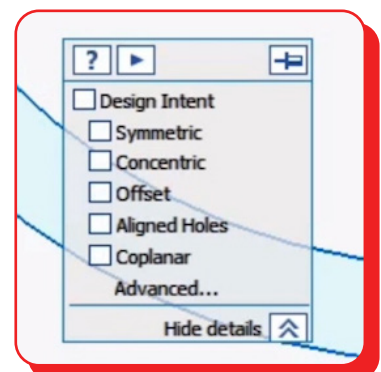 ?
Design Intent
Symmetric
Concentric
Offset
Aligned Holes
Coplanar
Advanced...
Hide details